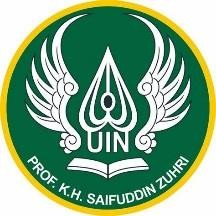 UIN
PROF. K.H. SAIFUDDIN ZUHRI